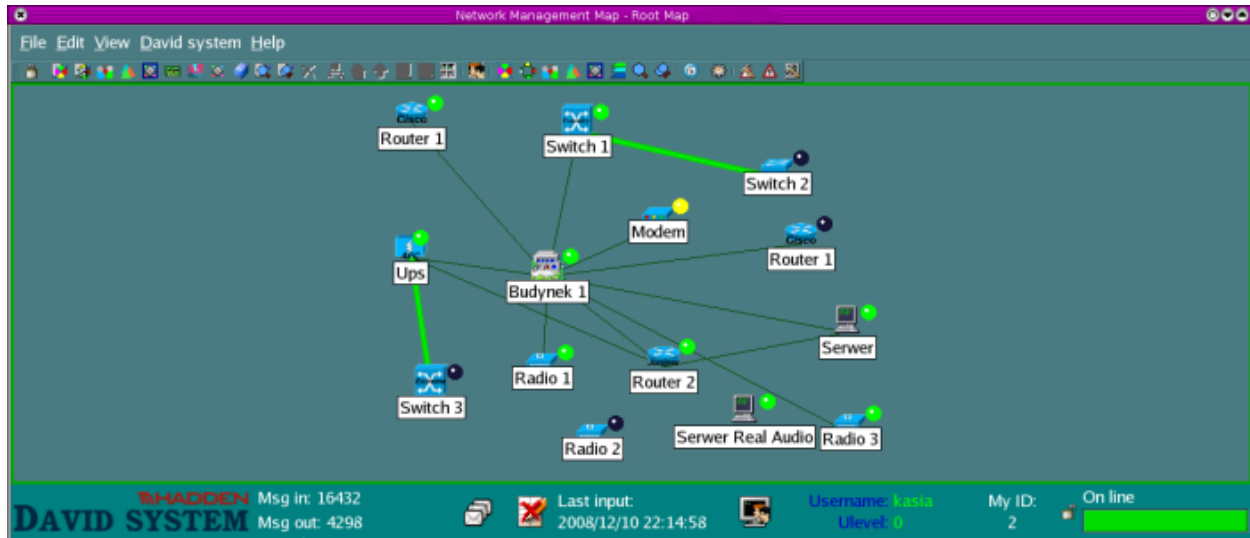 Network Management Map - Root Map
File Edit View David system Help
Cisco
Router 1
Switch 1
Switch 2
Modem
Cisco
Router 1
Ups
Budynek 1
Serwer
Radio 1
Router 2
Switch 3
Serwer Real Audio
Radio 3
Radio 2
HADDEN
DAVID SYSTEM
Msg in: 16432
Msg out: 4298
Last input:
2008/12/10 22:14:58
Username: kasia
Ulevel: 0
My ID:
2
On line